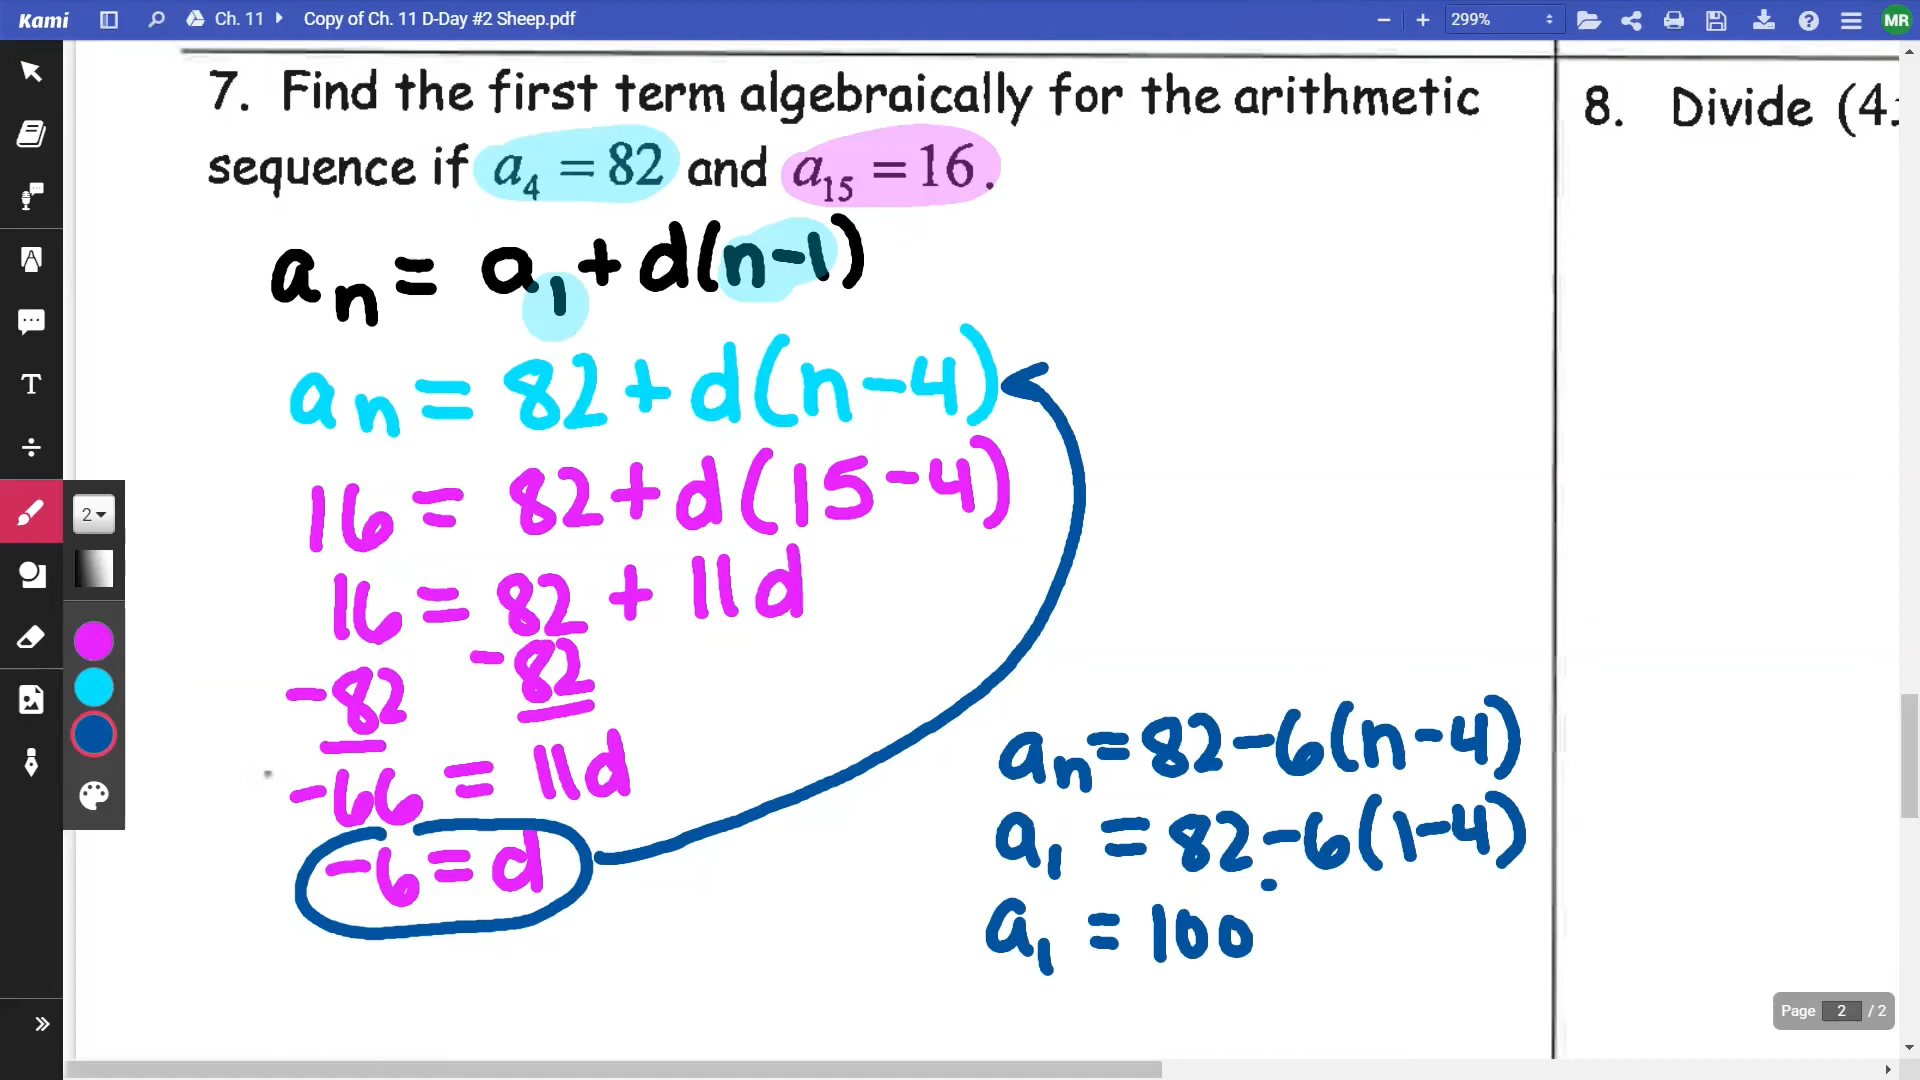 Kami Ch. 11 Copy of Ch. 11 D-Day #2 Sheep.pdf 299% MR
7. Find the first term algebraically for the arithmetic
sequence if a₄ = 82 and a₁₅ = 16.
8. Divide (4
aₙ = a₁ + d(n-1)
aₙ = 82 + d(n-4)
16 = 82 + d(15-4)
16 = 82 + 11d
-82 -82
-66 = 11d
-6 = d
aₙ = 82 - 6(n-4)
a₁ = 82 - 6(1-4)
a₁ = 100
2
Page 2 / 2